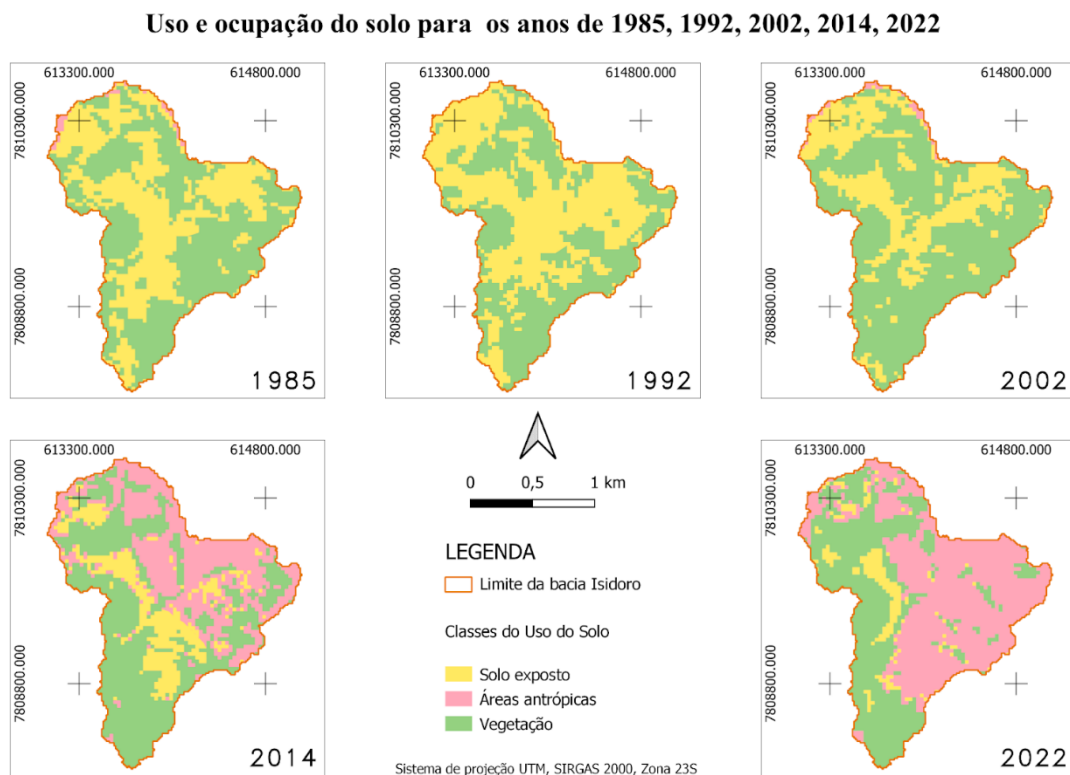 Uso e ocupação do solo para os anos de 1985, 1992, 2002, 2014, 2022
613300.000 614800.000
7810300.000
7808800.000
1985
613300.000 614800.000
7810300.000
7808800.000
1992
613300.000 614800.000
7810300.000
7808800.000
2002
613300.000 614800.000
7810300.000
7808800.000
2014
0 0,5 1 km
LEGENDA
Limite da bacia Isidoro
Classes do Uso do Solo
Solo exposto
Áreas antrópicas
Vegetação
Sistema de projeção UTM, SIRGAS 2000, Zona 23S
613300.000 614800.000
7810300.000
7808800.000
2022